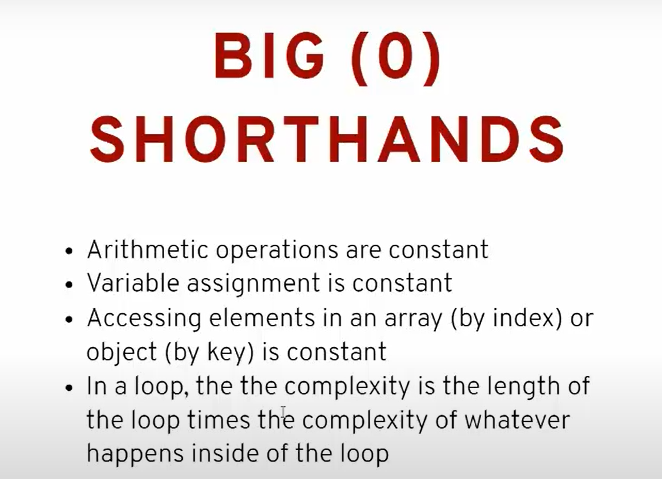 BIG (O)
SHORTHANDS
• Arithmetic operations are constant
• Variable assignment is constant
• Accessing elements in an array (by index) or
object (by key) is constant
• In a loop, the the complexity is the length of
the loop times the complexity of whatever
happens inside of the loop